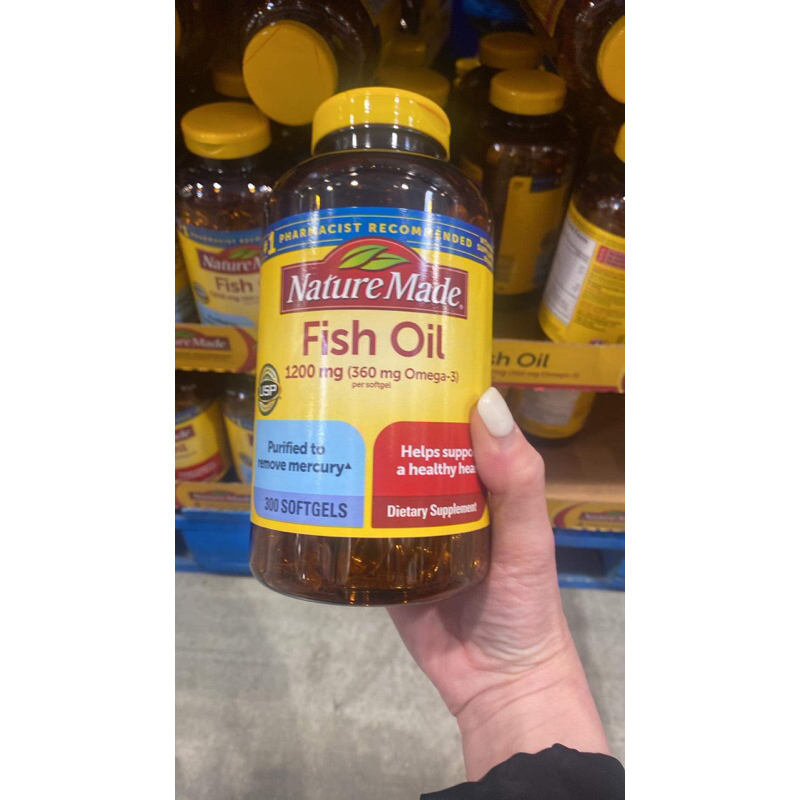 #1 PHARMACIST RECOMMENDED
Nature Made
Fish Oil
1200 mg (360 mg Omega-3)
per softgel
USP
Purified to
remove mercury▲
300 SOFTGELS
Helps suppo
a healthy hea
Dietary Supplement
Nature M
Fish
Nature Made
sh Oil